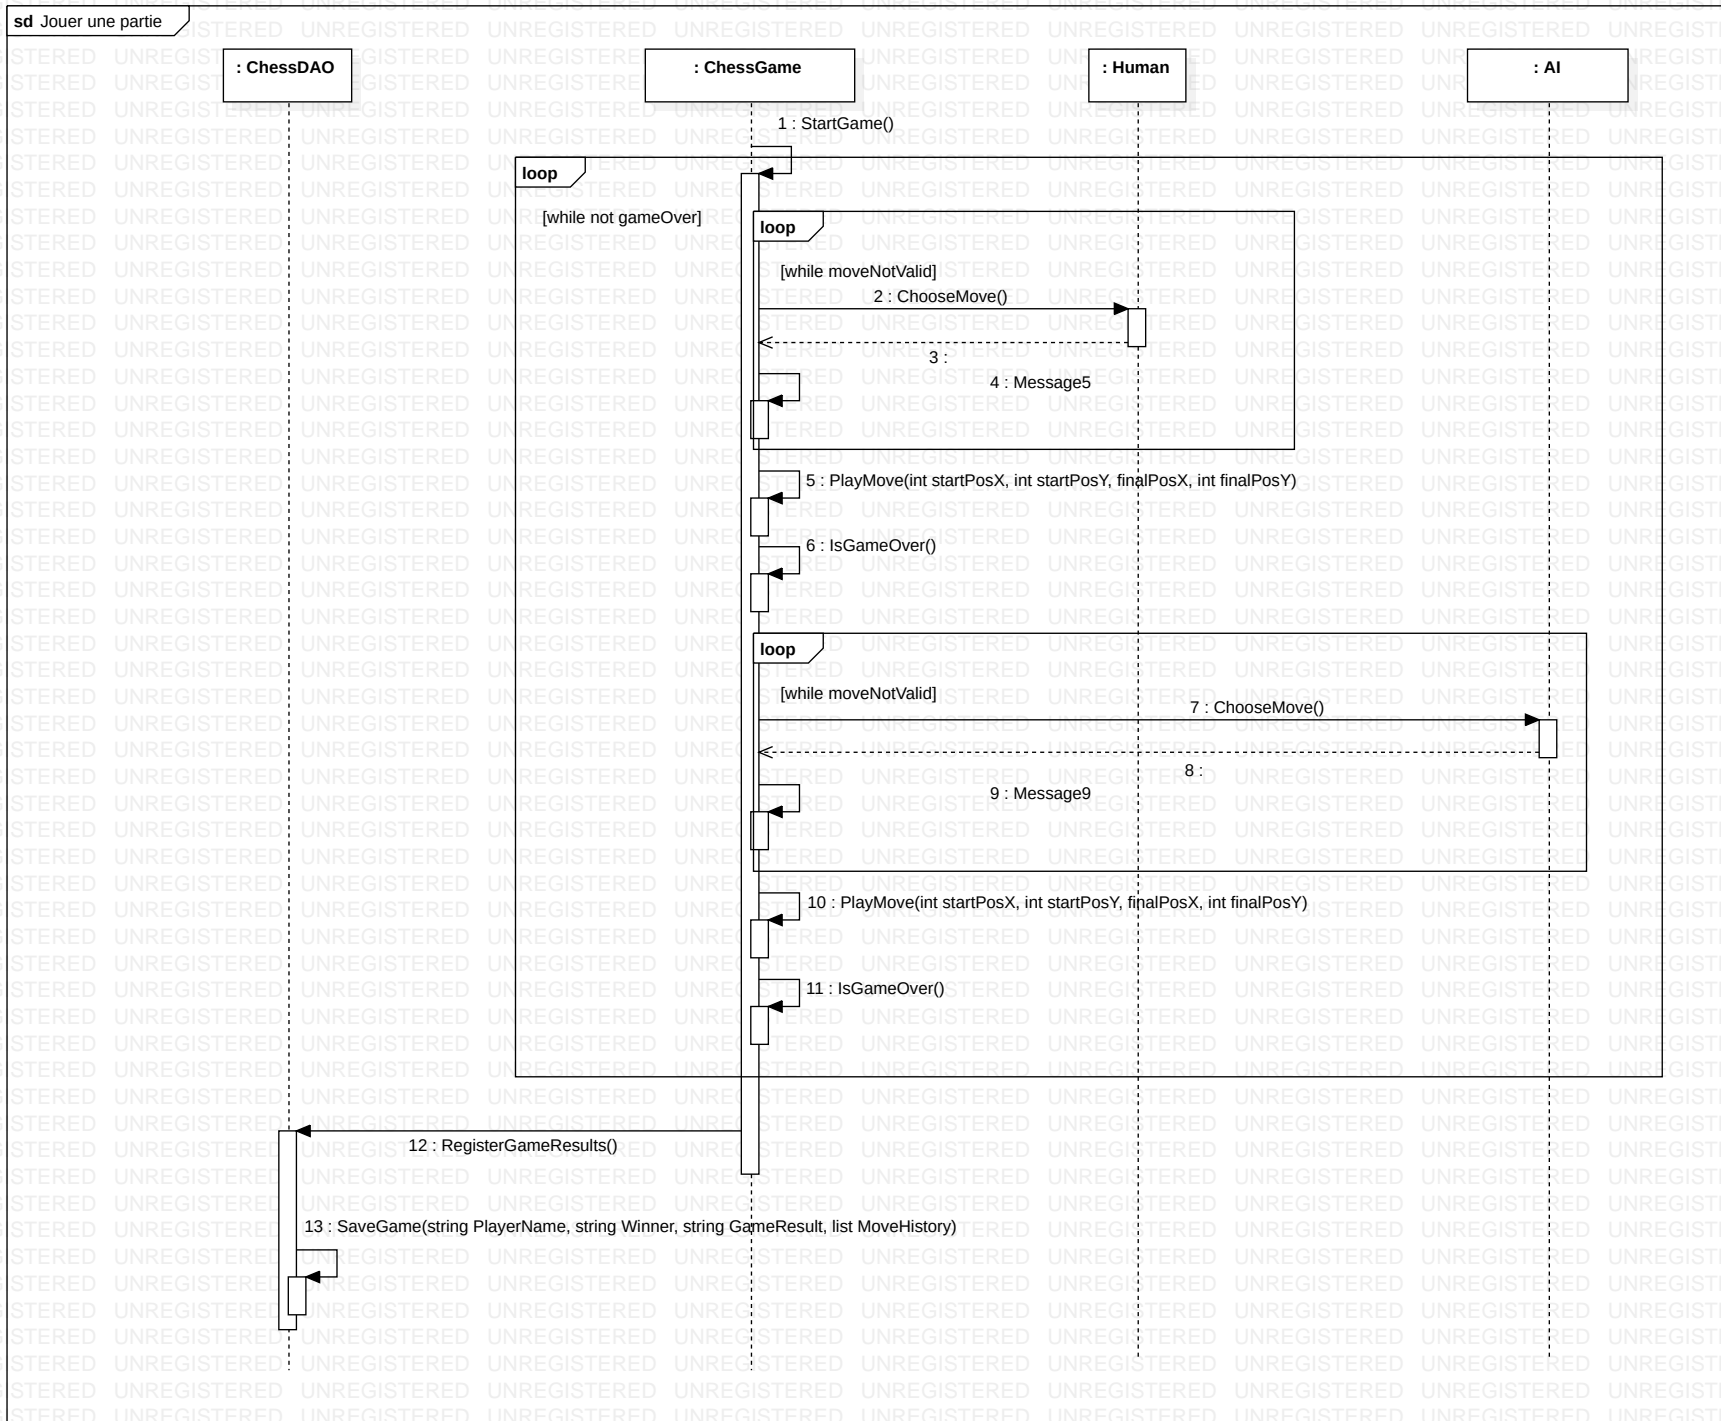 sd Jouer une partie
: ChessDAO
: ChessGame
: Human
: AI
1 : StartGame()
loop
[while not gameOver]
loop
[while moveNotValid]
2 : ChooseMove()
3 :
4 : Message5
5 : PlayMove(int startPosX, int startPosY, finalPosX, int finalPosY)
6 : IsGameOver()
loop
[while moveNotValid]
7 : ChooseMove()
8 :
9 : Message9
10 : PlayMove(int startPosX, int startPosY, finalPosX, int finalPosY)
11 : IsGameOver()
12 : RegisterGameResults()
13 : SaveGame(string PlayerName, string Winner, string GameResult, list MoveHistory)
UNREGISTERED